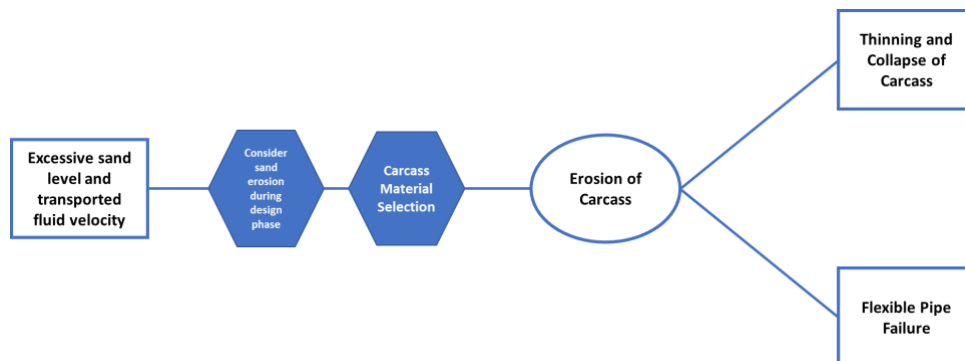 Excessive sand
level and
transported
fluid velocity
Consider
sand
erosion
during
design
phase
Carcass
Material
Selection
Erosion of
Carcass
Thinning and
Collapse of
Carcass
Flexible Pipe
Failure